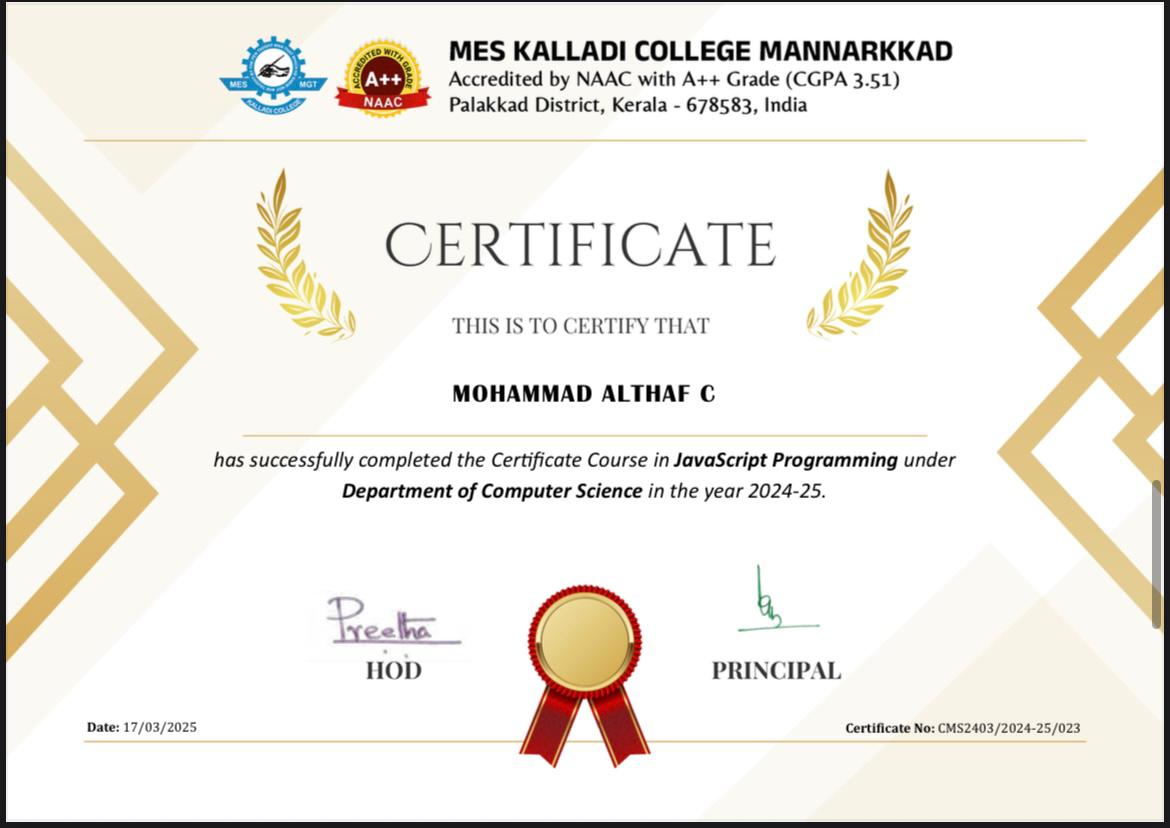 MES KALLADI COLLEGE MANNARKKAD
Accredited by NAAC with A++ Grade (CGPA 3.51)
Palakkad District, Kerala - 678583, India
MES
MGT
KALLADI COLLEGE
ACCREDITED WITH GRADE
A++
NAAC
CERTIFICATE
THIS IS TO CERTIFY THAT
MOHAMMAD ALTHAF C
has successfully completed the Certificate Course in JavaScript Programming under
Department of Computer Science in the year 2024-25.
Preetha
HOD
PRINCIPAL
Date: 17/03/2025
Certificate No: CMS2403/2024-25/023